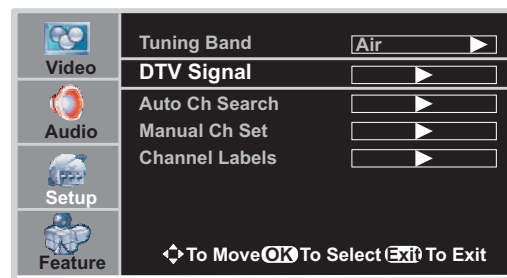 Video
Audio
Setup
Feature
Tuning Band Air
DTV Signal
Auto Ch Search
Manual Ch Set
Channel Labels
To Move OK To Select Exit To Exit